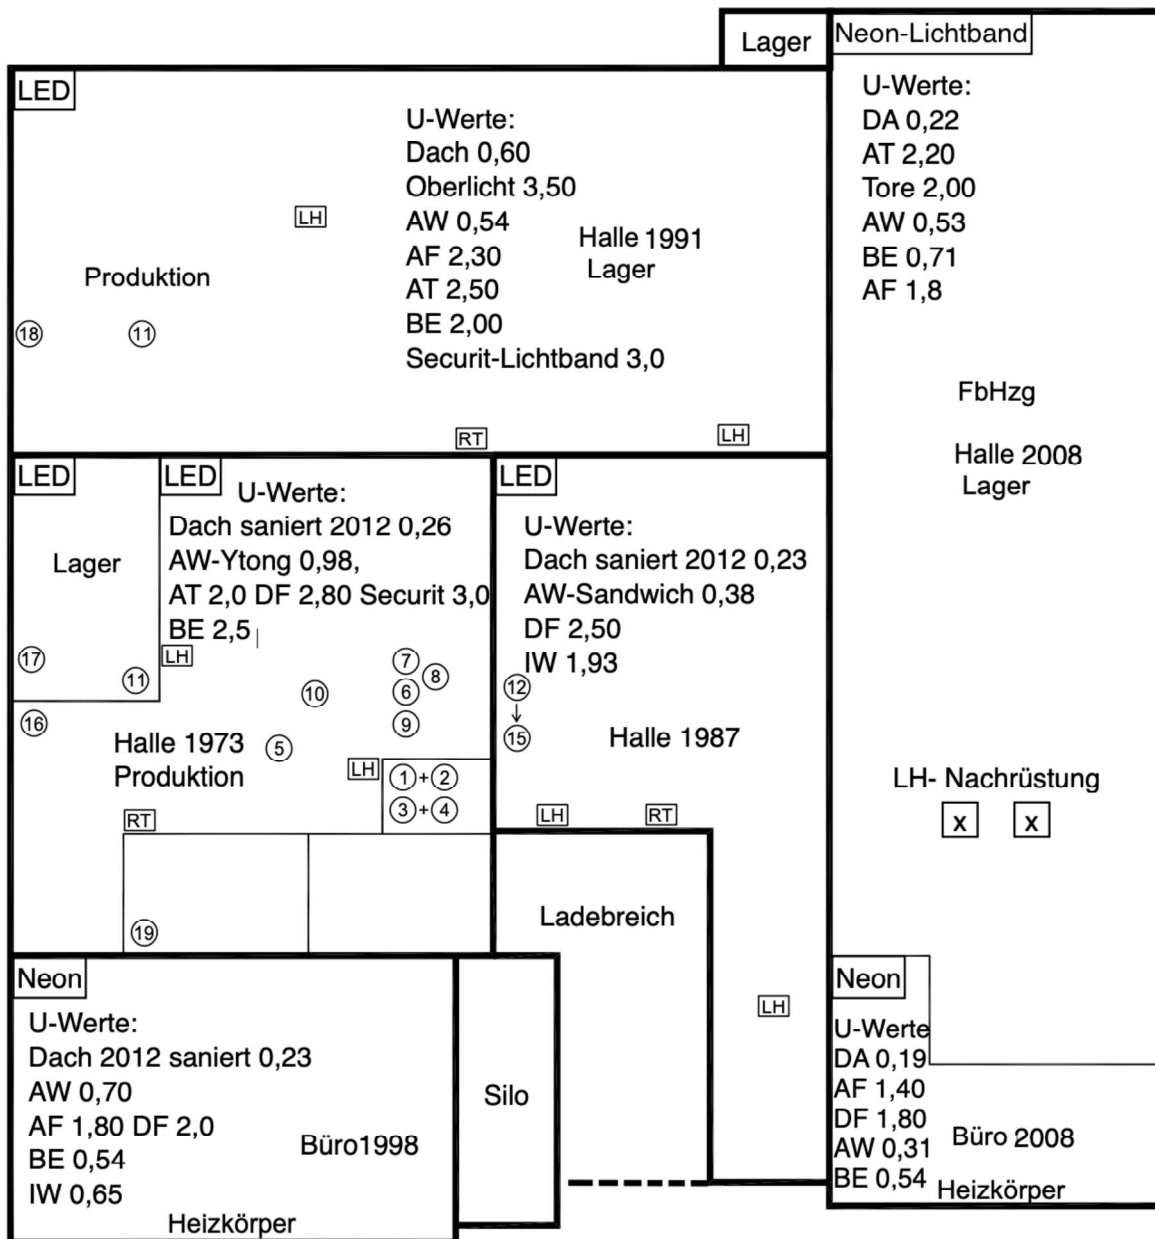 Lager
Neon-Lichtband
U-Werte:
DA 0,22
AT 2,20
Tore 2,00
AW 0,53
BE 0,71
AF 1,8
FbHzg
Halle 2008
Lager
LH- Nachrüstung
x x
LED
U-Werte:
Dach 0,60
Oberlicht 3,50
AW 0,54
AF 2,30
AT 2,50
BE 2,00
Securit-Lichtband 3,0
LH
Halle 1991
Lager
Produktion
18 11
RT
LH
LED
Lager
17
11
LED
U-Werte:
Dach saniert 2012 0,26
AW-Ytong 0,98,
AT 2,0 DF 2,80 Securit 3,0
BE 2,5
LH
7
8
10
6
16
9
Halle 1973
5
Produktion
LH
1+2
3+4
RT
19
LED
U-Werte:
Dach saniert 2012 0,23
AW-Sandwich 0,38
DF 2,50
IW 1,93
12
↓
15
Halle 1987
LH
RT
Ladebreich
LH
Neon
U-Werte:
Dach 2012 saniert 0,23
AW 0,70
AF 1,80 DF 2,0
BE 0,54
IW 0,65
Büro1998
Heizkörper
Silo
Neon
U-Werte
DA 0,19
AF 1,40
DF 1,80
AW 0,31
BE 0,54
Büro 2008
Heizkörper